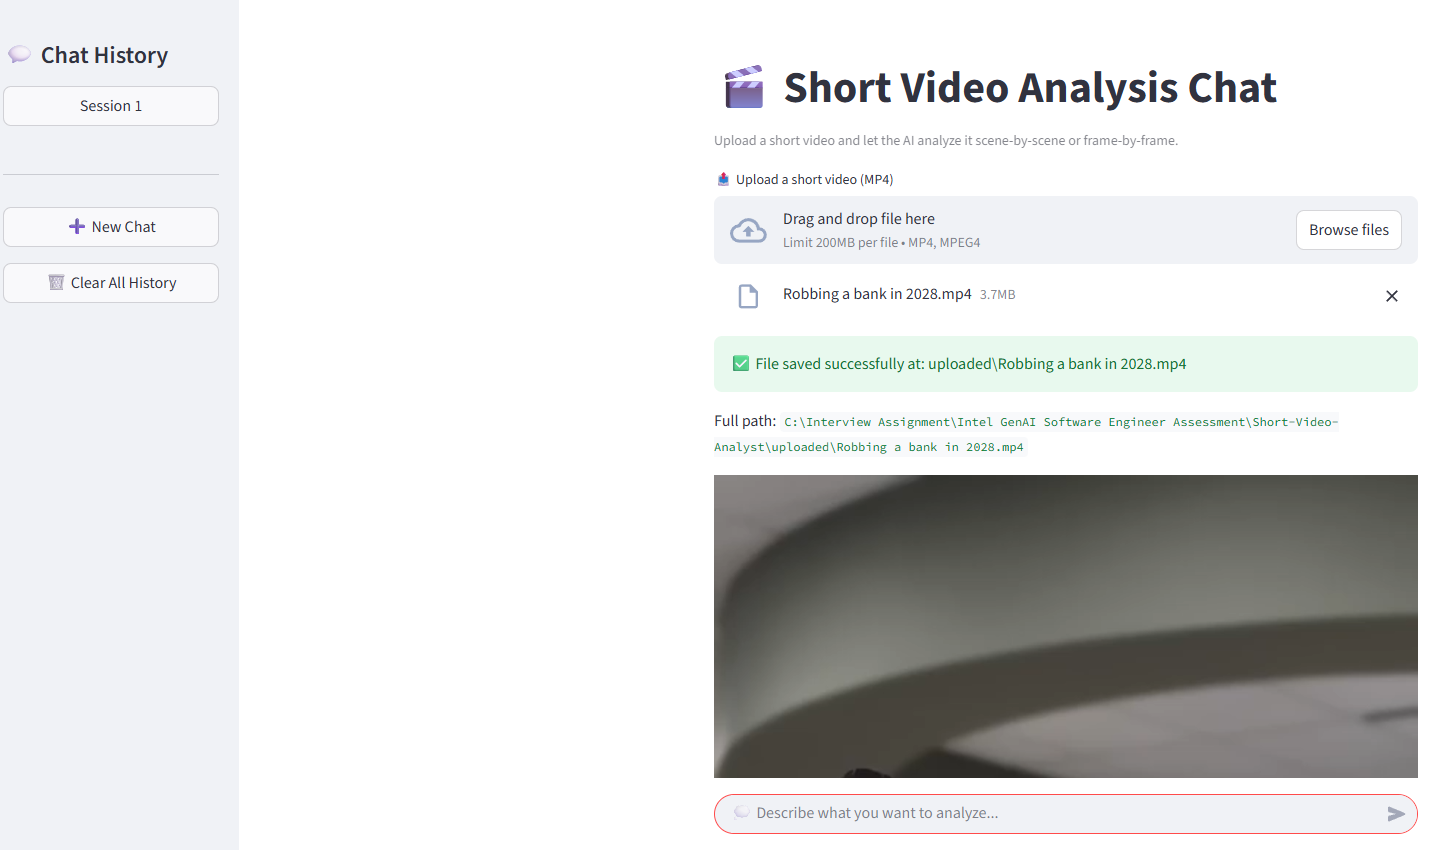 Chat History
Session 1
New Chat
Clear All History
Short Video Analysis Chat
Upload a short video and let the AI analyze it scene-by-scene or frame-by-frame.
Upload a short video (MP4)
Drag and drop file here
Limit 200MB per file • MP4, MPEG4
Browse files
Robbing a bank in 2028.mp4 3.7MB
File saved successfully at: uploaded\Robbing a bank in 2028.mp4
Full path: C:\Interview Assignment\Intel GenAI Software Engineer Assessment\Short-Video-
Analyst\uploaded\Robbing a bank in 2028.mp4
Describe what you want to analyze...